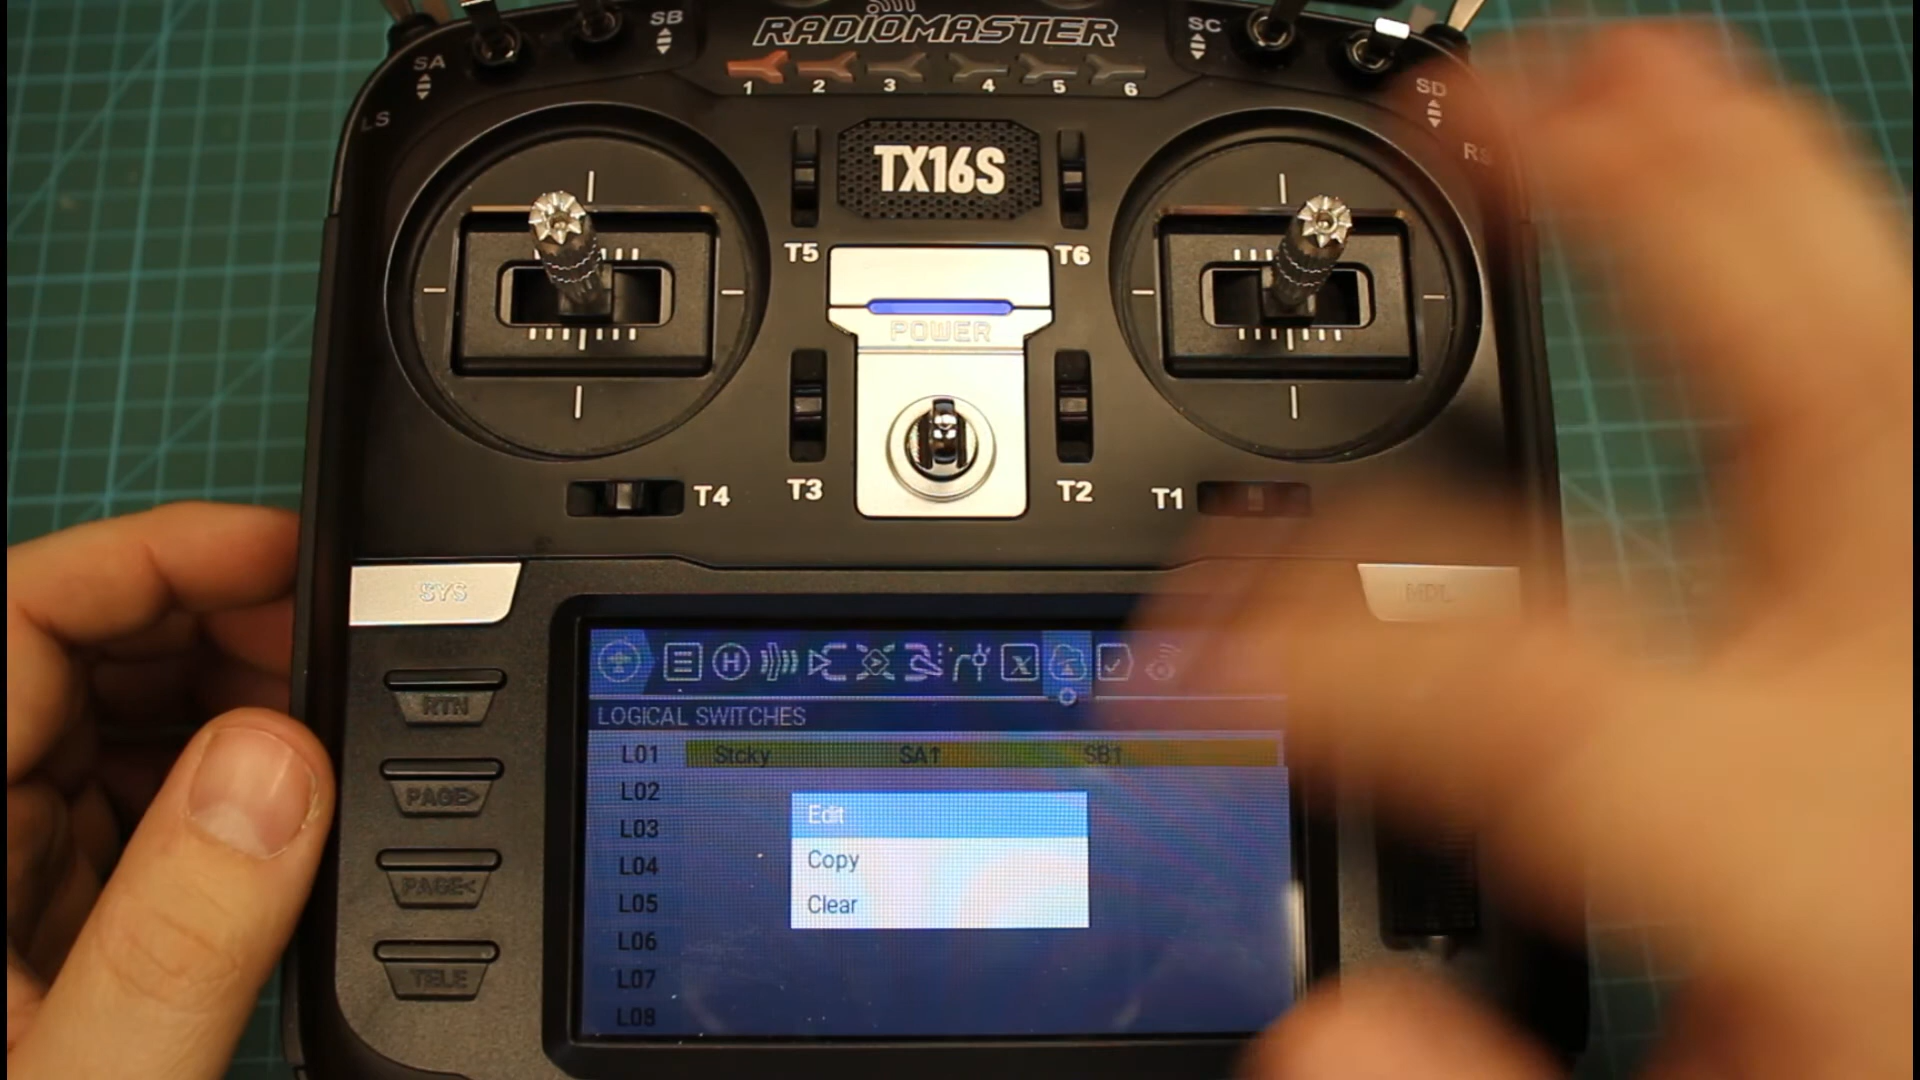 RADIOMASTER
SA
SB
SC
SD
LS
RS
1 2 3 4 5 6
TX16S
T5
T6
POWER
T4
T3
T2
T1
SYS
MDL
RTN
PAGE>
PAGE<
TELE
H
X
LOGICAL SWITCHES
L01 Stcky SA↑ SB↑
L02
L03
L04
L05
L06
L07
L08
Edit
Copy
Clear